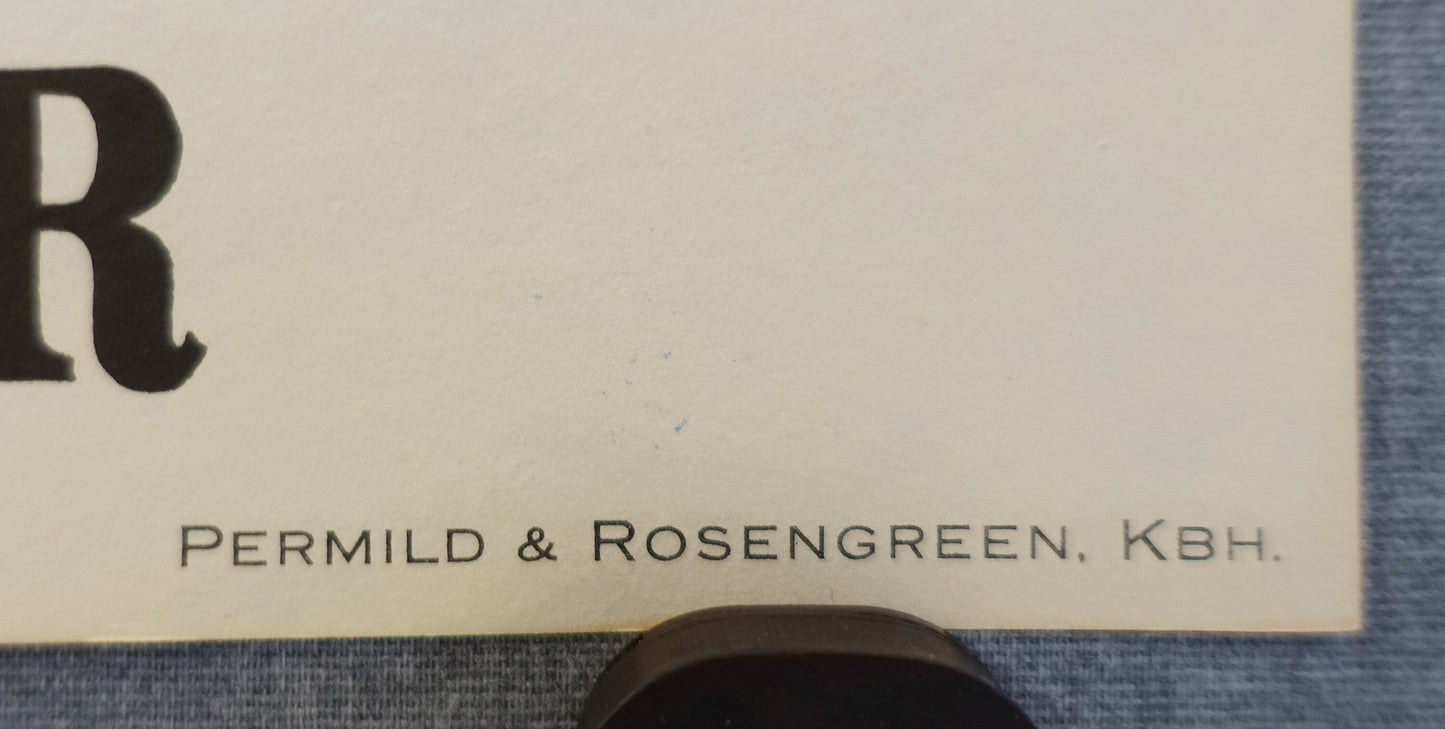 R
PERMILD & ROSENGREEN, KBH.